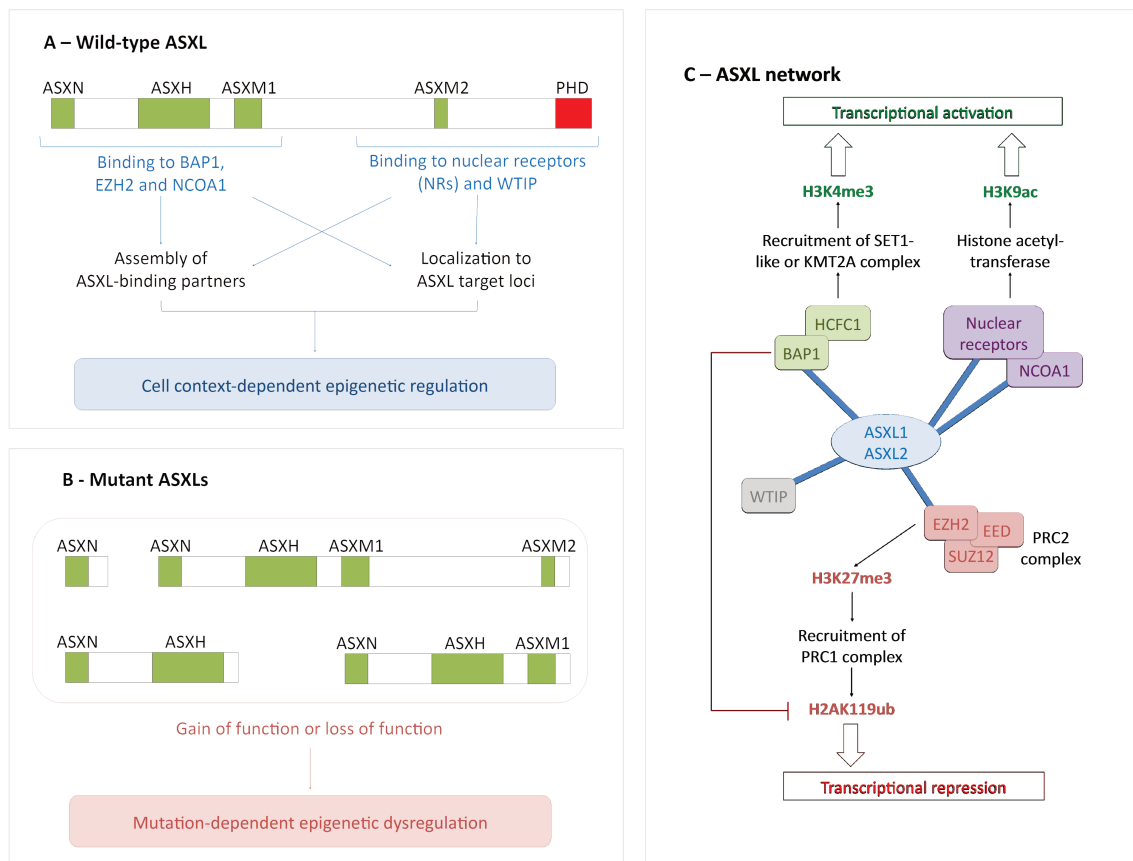 A – Wild-type ASXL
ASXN ASXH ASXM1 ASXM2 PHD
Binding to BAP1,
EZH2 and NCOA1
Binding to nuclear receptors
(NRs) and WTIP
Assembly of
ASXL-binding partners
Localization to
ASXL target loci
Cell context-dependent epigenetic regulation
B - Mutant ASXLs
ASXN
ASXN ASXH ASXM1 ASXM2
ASXN ASXH
ASXN ASXH ASXM1
Gain of function or loss of function
Mutation-dependent epigenetic dysregulation
C – ASXL network
Transcriptional activation
H3K4me3
H3K9ac
Recruitment of SET1-
like or KMT2A complex
Histone acetyl-
transferase
HCFC1
BAP1
Nuclear
receptors
NCOA1
ASXL1
ASXL2
WTIP
EZH2
EED
SUZ12
PRC2
complex
H3K27me3
Recruitment of
PRC1 complex
H2AK119ub
Transcriptional repression